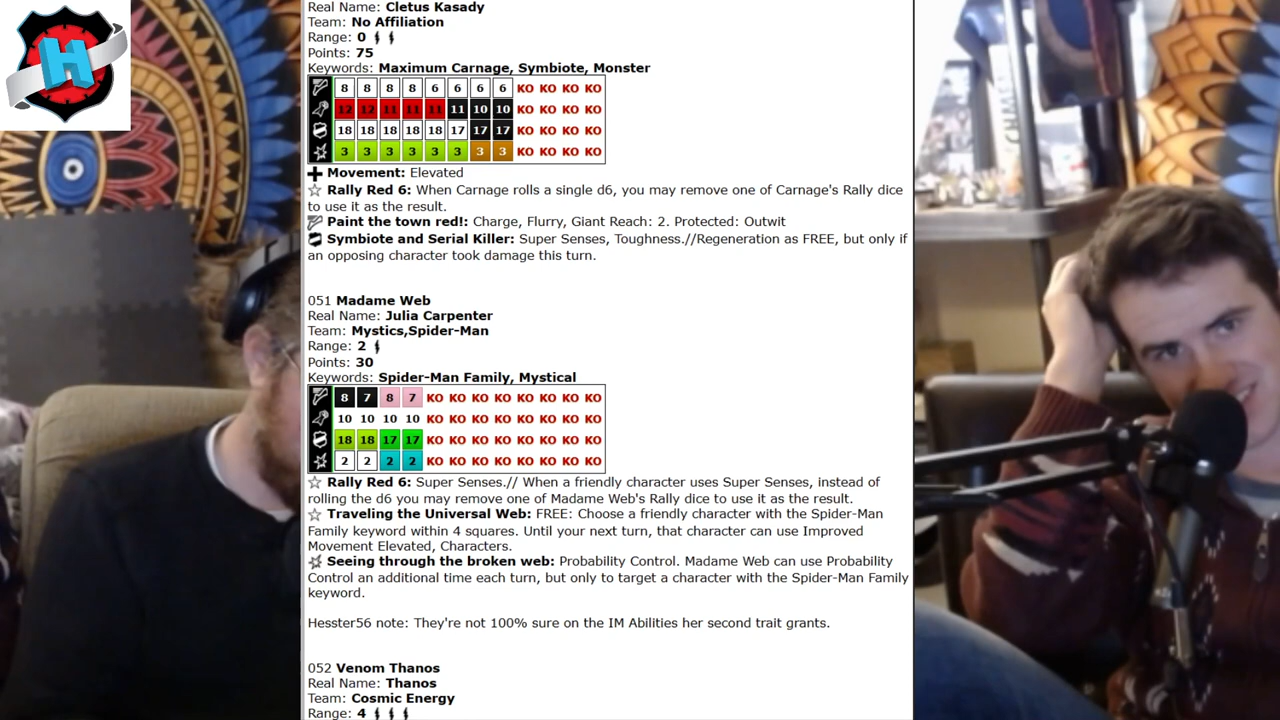 H
Real Name: Cletus Kasady
Team: No Affiliation
Range: 0
Points: 75
Keywords: Maximum Carnage, Symbiote, Monster
8 8 8 8 6 6 6 6 KO KO KO KO
12 12 11 11 11 11 10 10 KO KO KO KO
18 18 18 18 18 17 17 17 KO KO KO KO
3 3 3 3 3 3 3 3 KO KO KO KO
Movement: Elevated
Rally Red 6: When Carnage rolls a single d6, you may remove one of Carnage's Rally dice
to use it as the result.
Paint the town red!: Charge, Flurry, Giant Reach: 2. Protected: Outwit
Symbiote and Serial Killer: Super Senses, Toughness.//Regeneration as FREE, but only if
an opposing character took damage this turn.
051 Madame Web
Real Name: Julia Carpenter
Team: Mystics,Spider-Man
Range: 2
Points: 30
Keywords: Spider-Man Family, Mystical
8 7 8 7 KO KO KO KO KO KO KO KO
10 10 10 10 KO KO KO KO KO KO KO KO
18 18 17 17 KO KO KO KO KO KO KO KO
2 2 2 2 KO KO KO KO KO KO KO KO
Rally Red 6: Super Senses.// When a friendly character uses Super Senses, instead of
rolling the d6 you may remove one of Madame Web's Rally dice to use it as the result.
Traveling the Universal Web: FREE: Choose a friendly character with the Spider-Man
Family keyword within 4 squares. Until your next turn, that character can use Improved
Movement Elevated, Characters.
Seeing through the broken web: Probability Control. Madame Web can use Probability
Control an additional time each turn, but only to target a character with the Spider-Man Family
keyword.
Hesster56 note: They're not 100% sure on the IM Abilities her second trait grants.
052 Venom Thanos
Real Name: Thanos
Team: Cosmic Energy
Range: 4